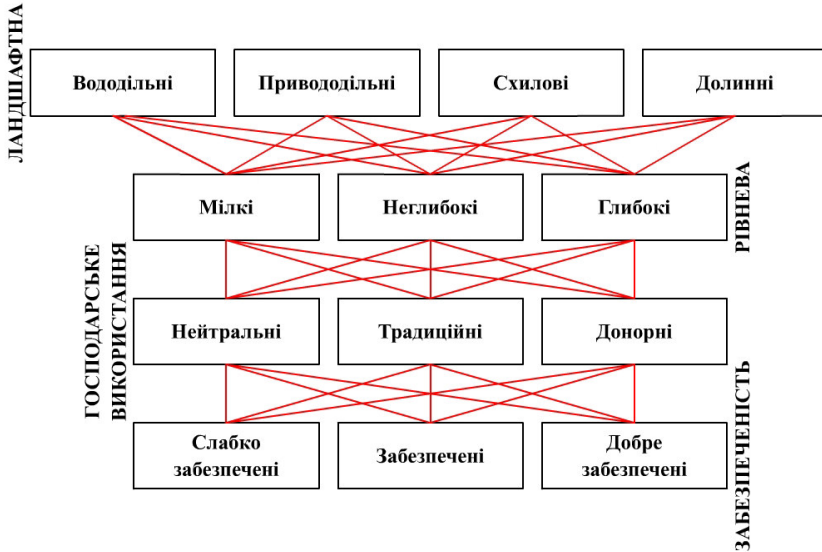 ЛАНДШАФТНА
Вододільні
Привододільні
Схилові
Долинні
Мілкі
Неглибокі
Глибокі
РІВНЕВА
ГОСПОДАРСЬКЕ
ВИКОРИСТАННЯ
Нейтральні
Традиційні
Донорні
Слабко
забезпечені
Забезпечені
Добре
забезпечені
ЗАБЕЗПЕЧЕНІСТЬ